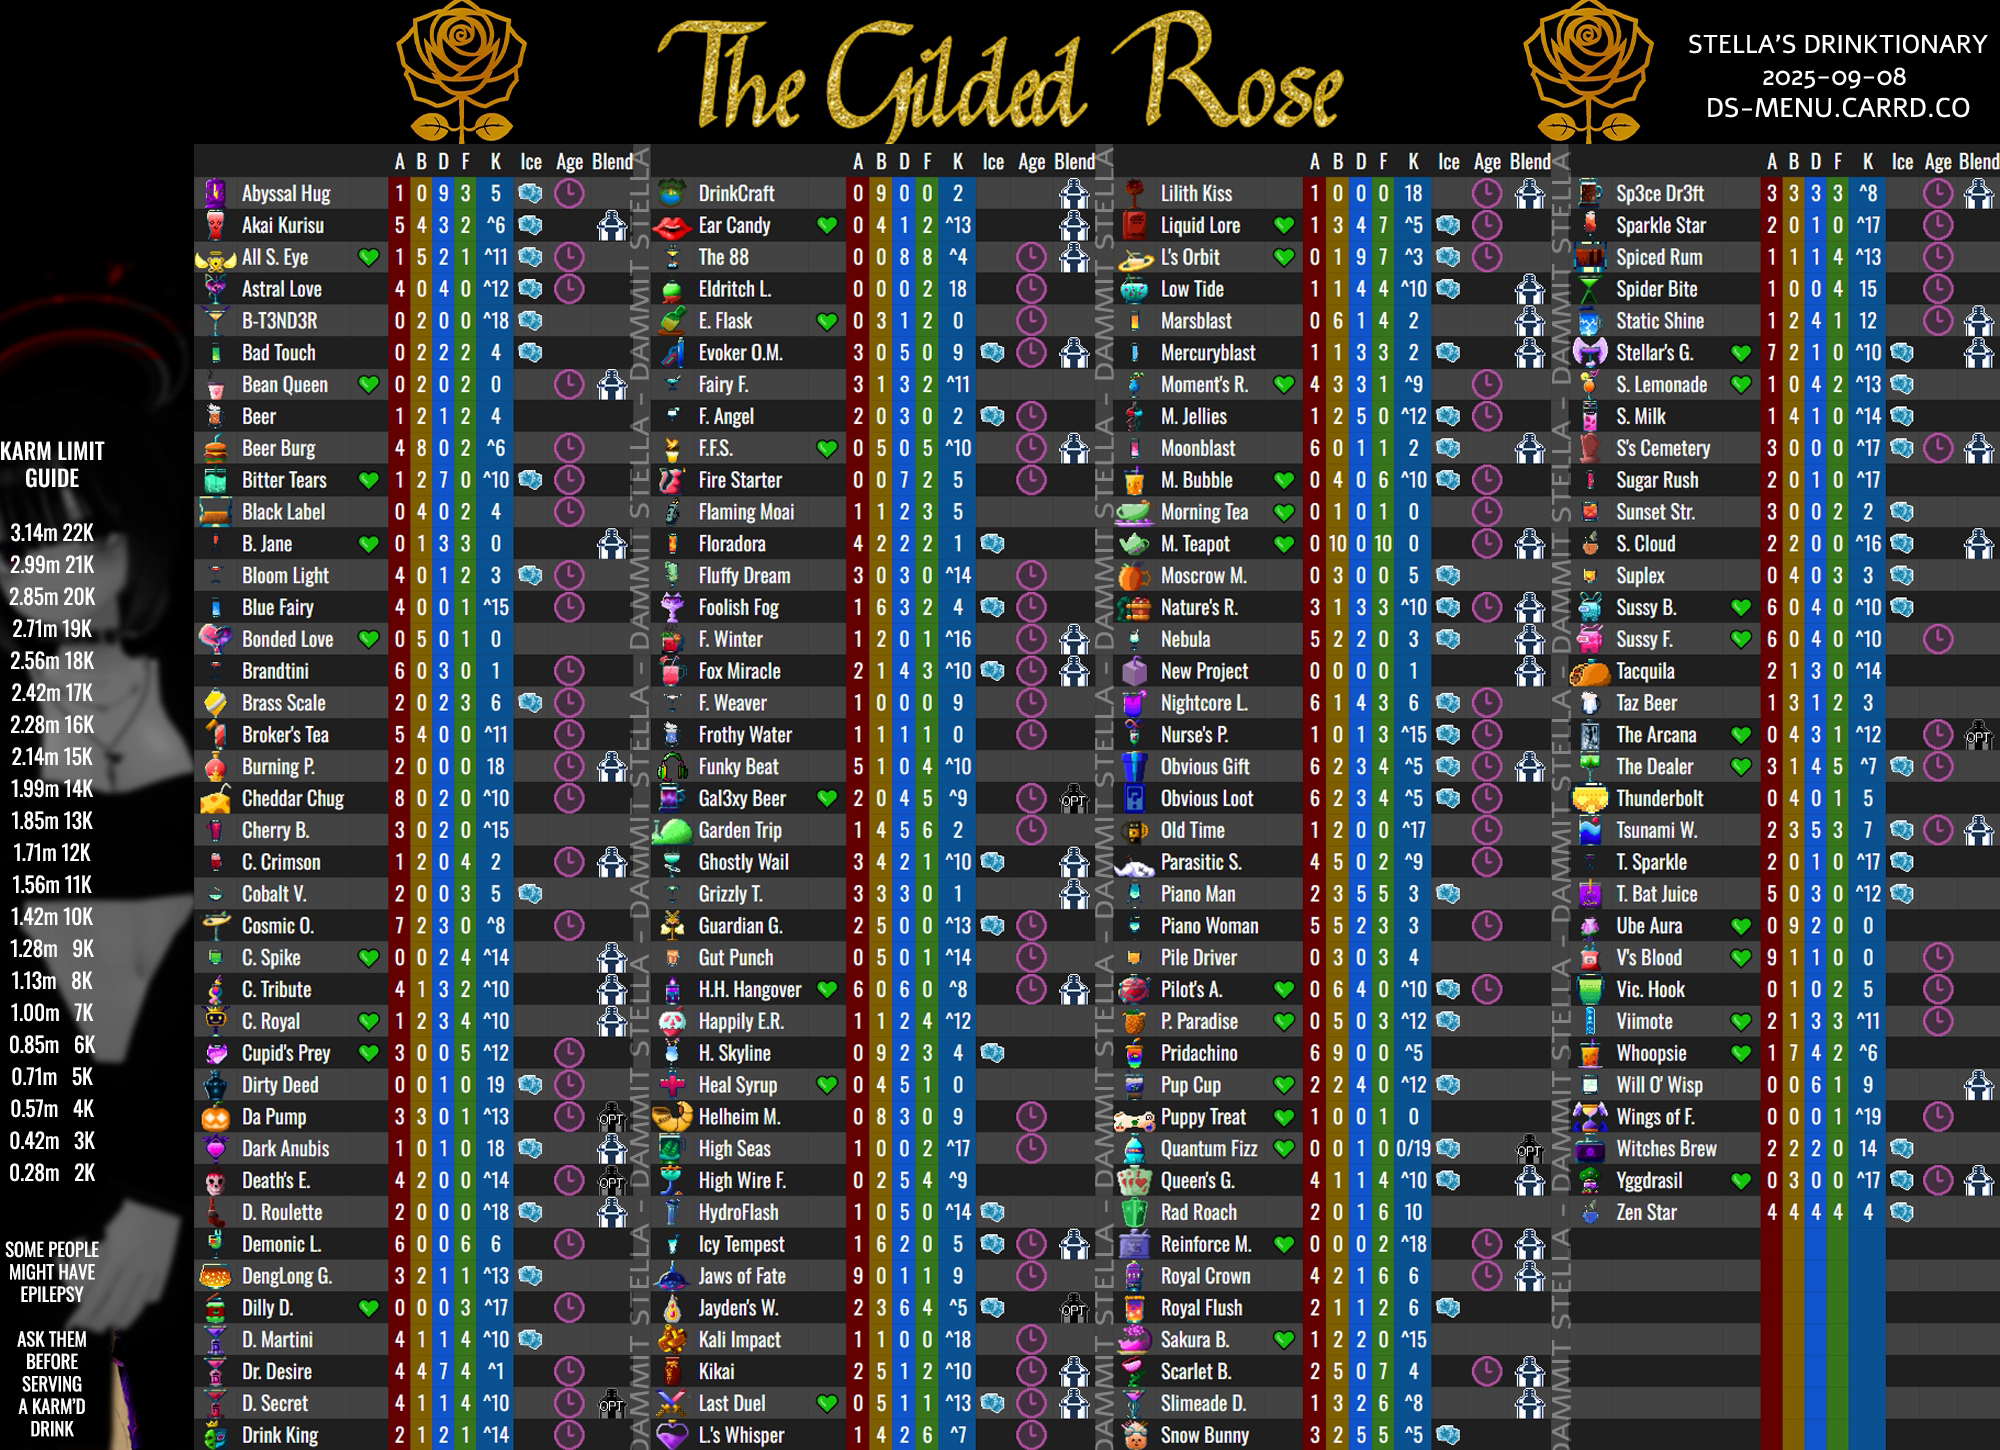 The Gilded Rose
STELLA'S DRINKTIONARY
2025-09-08
DS-MENU.CARRD.CO
KARM LIMIT
GUIDE
3.14m 22K
2.99m 21K
2.85m 20K
2.71m 19K
2.56m 18K
2.42m 17K
2.28m 16K
2.14m 15K
1.99m 14K
1.85m 13K
1.71m 12K
1.56m 11K
1.42m 10K
1.28m 9K
1.13m 8K
1.00m 7K
0.85m 6K
0.71m 5K
0.57m 4K
0.42m 3K
0.28m 2K
SOME PEOPLE
MIGHT HAVE
EPILEPSY
ASK THEM
BEFORE
SERVING
A KARM'D
DRINK
A B D F K Ice Age Blend
Abyssal Hug 1 0 9 3 5
Akai Kurisu 5 4 3 2 ^6
All S. Eye 1 5 2 1 ^11
Astral Love 4 0 4 0 ^12
B-T3ND3R 0 2 0 0 ^18
Bad Touch 0 2 2 2 4
Bean Queen 0 2 0 2 0
Beer 1 2 1 2 4
Beer Burg 4 8 0 2 ^6
Bitter Tears 1 2 7 0 ^10
Black Label 0 4 0 2 4
B. Jane 0 1 3 3 0
Bloom Light 4 0 1 2 3
Blue Fairy 4 0 0 1 ^15
Bonded Love 0 5 0 1 0
Brandtini 6 0 3 0 1
Brass Scale 2 0 2 3 6
Broker's Tea 5 4 0 0 ^11
Burning P. 2 0 0 0 18
Cheddar Chug 8 0 2 0 ^10
Cherry B. 3 0 2 0 ^15
C. Crimson 1 2 0 4 2
Cobalt V. 2 0 0 3 5
Cosmic O. 7 2 3 0 ^8
C. Spike 0 0 2 4 ^14
C. Tribute 4 1 3 2 ^10
C. Royal 1 2 3 4 ^10
Cupid's Prey 3 0 0 5 ^12
Dirty Deed 0 0 1 0 19
Da Pump 3 3 0 1 ^13 OPT
Dark Anubis 1 0 1 0 18
Death's E. 4 2 0 0 ^14 OPT
D. Roulette 2 0 0 0 ^18
Demonic L. 6 0 0 6 6
DengLong G. 3 2 1 1 ^13
Dilly D. 0 0 0 3 ^17
D. Martini 4 1 1 4 ^10
Dr. Desire 4 4 7 4 ^1
D. Secret 4 1 1 4 ^10 OPT
Drink King 2 1 2 1 ^14
DAMMIT STELLA - DAMMIT STELLA - DAMMIT STELLA
A B D F K Ice Age Blend
DrinkCraft 0 9 0 0 2
Ear Candy 0 4 1 2 ^13
The 88 0 0 8 8 ^4
Eldritch L. 0 0 0 2 18
E. Flask 0 3 1 2 0
Evoker O.M. 3 0 5 0 9
Fairy F. 3 1 3 2 ^11
F. Angel 2 0 3 0 2
F.F.S. 0 5 0 5 ^10
Fire Starter 0 0 7 2 5
Flaming Moai 1 1 2 3 5
Floradora 4 2 2 2 1
Fluffy Dream 3 0 3 0 ^14
Foolish Fog 1 6 3 2 4
F. Winter 1 2 0 1 ^16
Fox Miracle 2 1 4 3 ^10
F. Weaver 1 0 0 0 9
Frothy Water 1 1 1 1 0
Funky Beat 5 1 0 4 ^10
Gal3xy Beer 2 0 4 5 ^9 OPT
Garden Trip 1 4 5 6 2
Ghostly Wail 3 4 2 1 ^10
Grizzly T. 3 3 3 0 1
Guardian G. 2 5 0 0 ^13
Gut Punch 0 5 0 1 ^14
H.H. Hangover 6 0 6 0 ^8
Happily E.R. 1 1 2 4 ^12
H. Skyline 0 9 2 3 4
Heal Syrup 0 4 5 1 0
Helheim M. 0 8 3 0 9
High Seas 1 0 0 2 ^17
High Wire F. 0 2 5 4 ^9
HydroFlash 1 0 5 0 ^14
Icy Tempest 1 6 2 0 5
Jaws of Fate 9 0 1 1 9
Jayden's W. 2 3 6 4 ^5 OPT
Kali Impact 1 1 0 0 ^18
Kikai 2 5 1 2 ^10
Last Duel 0 5 1 1 ^13
L.'s Whisper 1 4 2 6 ^7
DAMMIT STELLA - DAMMIT STELLA - DAMMIT STELLA
A B D F K Ice Age Blend
Lilith Kiss 1 0 0 0 18
Liquid Lore 1 3 4 7 ^5
L's Orbit 0 1 9 7 ^3
Low Tide 1 1 4 4 ^10
Marsblast 0 6 1 4 2
Mercuryblast 1 1 3 3 2
Moment's R. 4 3 3 1 ^9
M. Jellies 1 2 5 0 ^12
Moonblast 6 0 1 1 2
M. Bubble 0 4 0 6 ^10
Morning Tea 0 1 0 1 0
M. Teapot 0 10 0 10 0
Moscrow M. 0 3 0 0 5
Nature's R. 3 1 3 3 ^10
Nebula 5 2 2 0 3
New Project 0 0 0 0 1
Nightcore L. 6 1 4 3 6
Nurse's P. 1 0 1 3 ^15
Obvious Gift 6 2 3 4 ^5
Obvious Loot 6 2 3 4 ^5
Old Time 1 2 0 0 ^17
Parasitic S. 4 5 0 2 ^9
Piano Man 2 3 5 5 3
Piano Woman 5 5 2 3 3
Pile Driver 0 3 0 3 4
Pilot's A. 0 6 4 0 ^10
P. Paradise 0 5 0 3 ^12
Pridachino 6 9 0 0 ^5
Pup Cup 2 2 4 0 ^12
Puppy Treat 1 0 0 1 0
Quantum Fizz 0 0 1 0 0/19 OPT
Queen's G. 4 1 1 4 ^10
Rad Roach 2 0 1 6 10
Reinforce M. 0 0 0 2 ^18
Royal Crown 4 2 1 6 6
Royal Flush 2 1 1 2 6
Sakura B. 1 2 2 0 ^15
Scarlet B. 2 5 0 7 4
Slimeade D. 1 3 2 6 ^8
Snow Bunny 3 2 5 5 ^5
DAMMIT STELLA - DAMMIT STELLA - DAMMIT STELLA
A B D F K Ice Age Blend
Sp3ce Dr3ft 3 3 3 3 ^8
Sparkle Star 2 0 1 0 ^17
Spiced Rum 1 1 1 4 ^13
Spider Bite 1 0 0 4 15
Static Shine 1 2 4 1 12
Stellar's G. 7 2 1 0 ^10
S. Lemonade 1 0 4 2 ^13
S. Milk 1 4 1 0 ^14
S's Cemetery 3 0 0 0 ^17
Sugar Rush 2 0 1 0 ^17
Sunset Str. 3 0 0 2 2
S. Cloud 2 2 0 0 ^16
Suplex 0 4 0 3 3
Sussy B. 6 0 4 0 ^10
Sussy F. 6 0 4 0 ^10
Tacquila 2 1 3 0 ^14
Taz Beer 1 3 1 2 3
The Arcana 0 4 3 1 ^12 OPT
The Dealer 3 1 4 5 ^7
Thunderbolt 0 4 0 1 5
Tsunami W. 2 3 5 3 7
T. Sparkle 2 0 1 0 ^17
T. Bat Juice 5 0 3 0 ^12
Ube Aura 0 9 2 0 0
V's Blood 9 1 1 0 0
Vic. Hook 0 1 0 2 5
Viimote 2 1 3 3 ^11
Whoopsie 1 7 4 2 ^6
Will O' Wisp 0 0 6 1 9
Wings of F. 0 0 0 1 ^19
Witches Brew 2 2 2 0 14
Yggdrasil 0 3 0 0 ^17
Zen Star 4 4 4 4 4